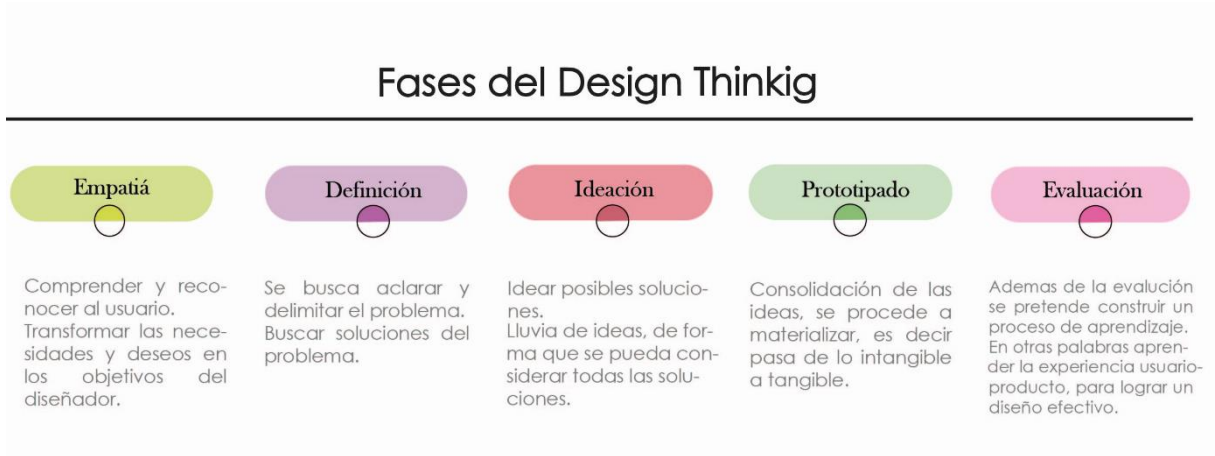 Fases del Design Thinkig
Empatiá
Comprender y reco-
nocer al usuario.
Transformar las nece-
sidades y deseos en
los objetivos del
diseñador.
Definición
Se busca aclarar y
delimitar el problema.
Buscar soluciones del
problema.
Ideación
Idear posibles solucio-
nes.
Lluvia de ideas, de for-
ma que se pueda con-
siderar todas las solu-
ciones.
Prototipado
Consolidación de las
ideas, se procede a
materializar, es decir
pasa de lo intangible
a tangible.
Evaluación
Ademas de la evalución
se pretende construir un
proceso de aprendizaje.
En otras palabras apren-
der la experiencia usuario-
producto, para lograr un
diseño efectivo.